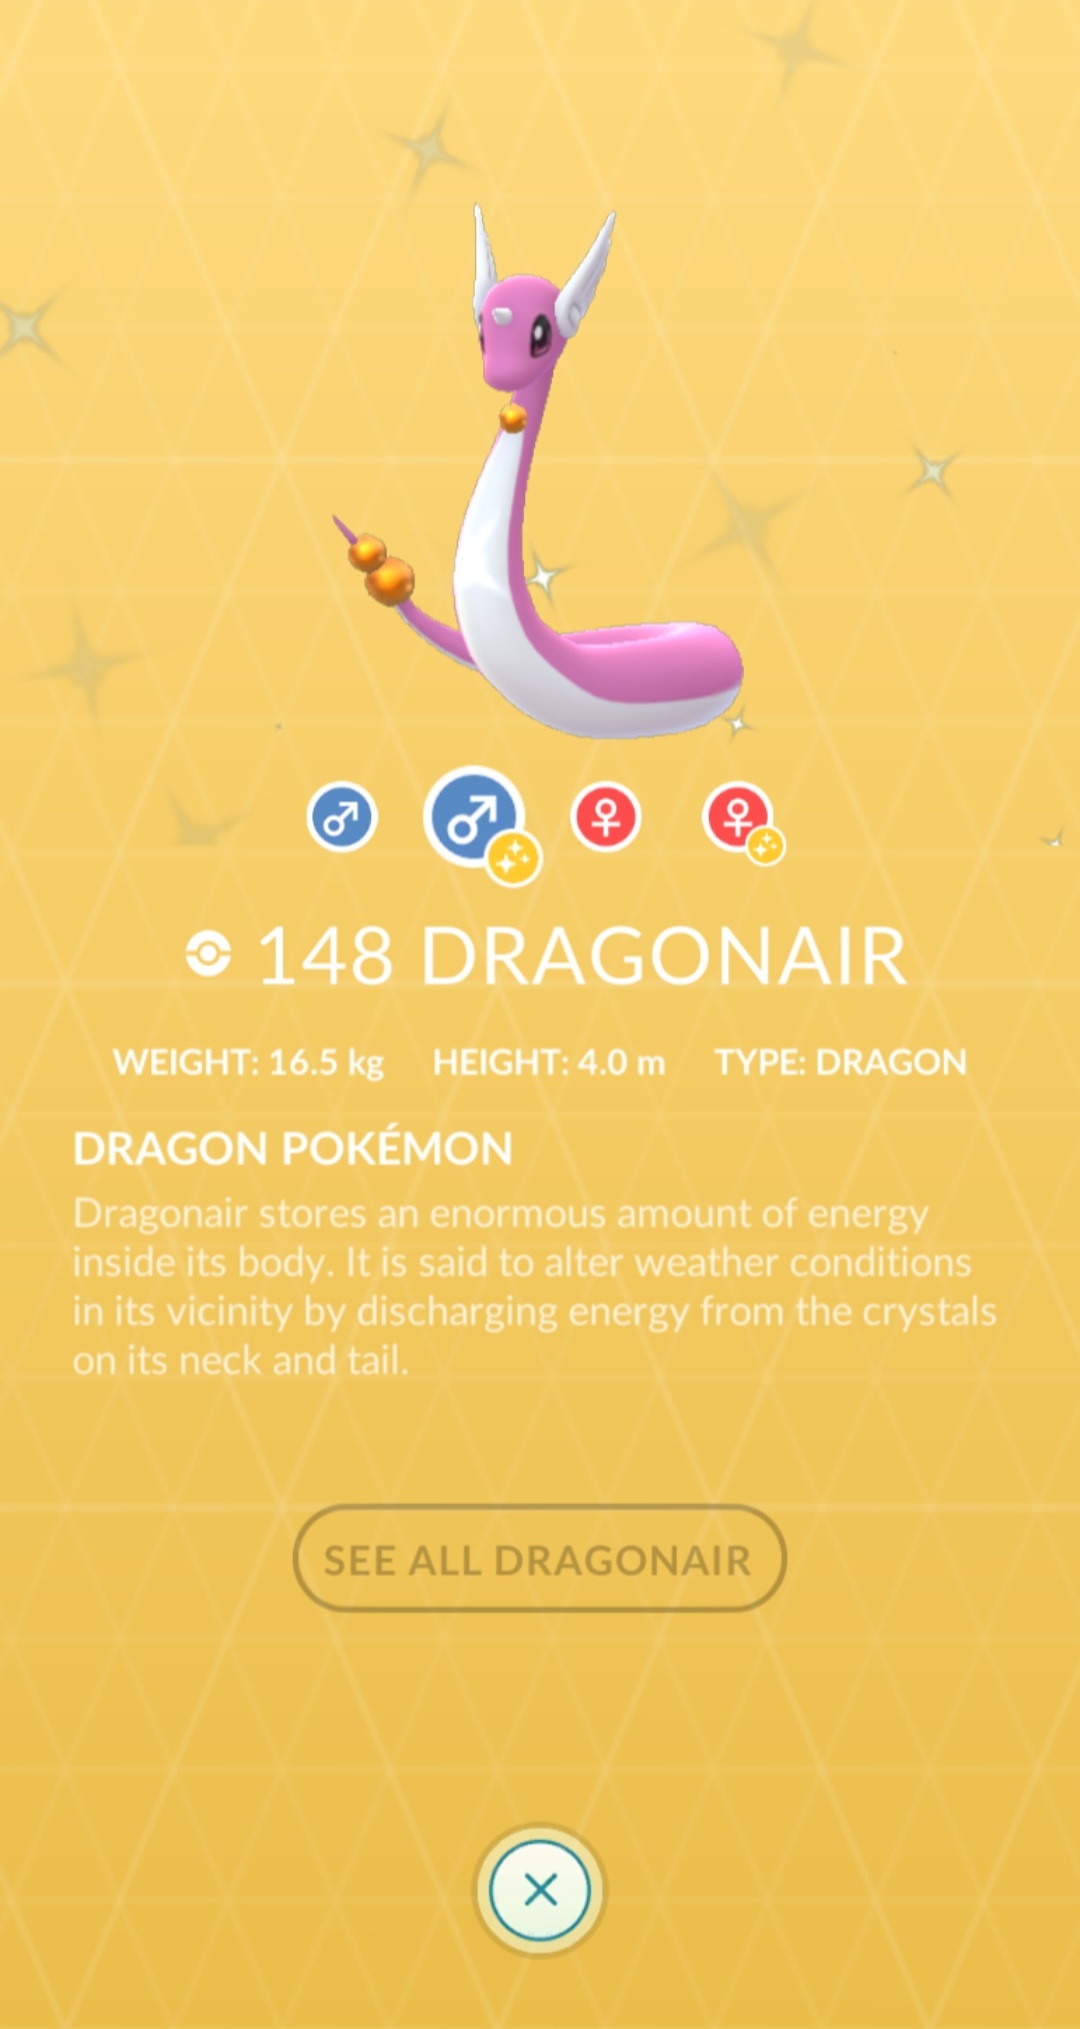 148 DRAGONAIR
WEIGHT: 16.5 kg HEIGHT: 4.0 m TYPE: DRAGON
DRAGON POKÉMON
Dragonair stores an enormous amount of energy
inside its body. It is said to alter weather conditions
in its vicinity by discharging energy from the crystals
on its neck and tail.
SEE ALL DRAGONAIR